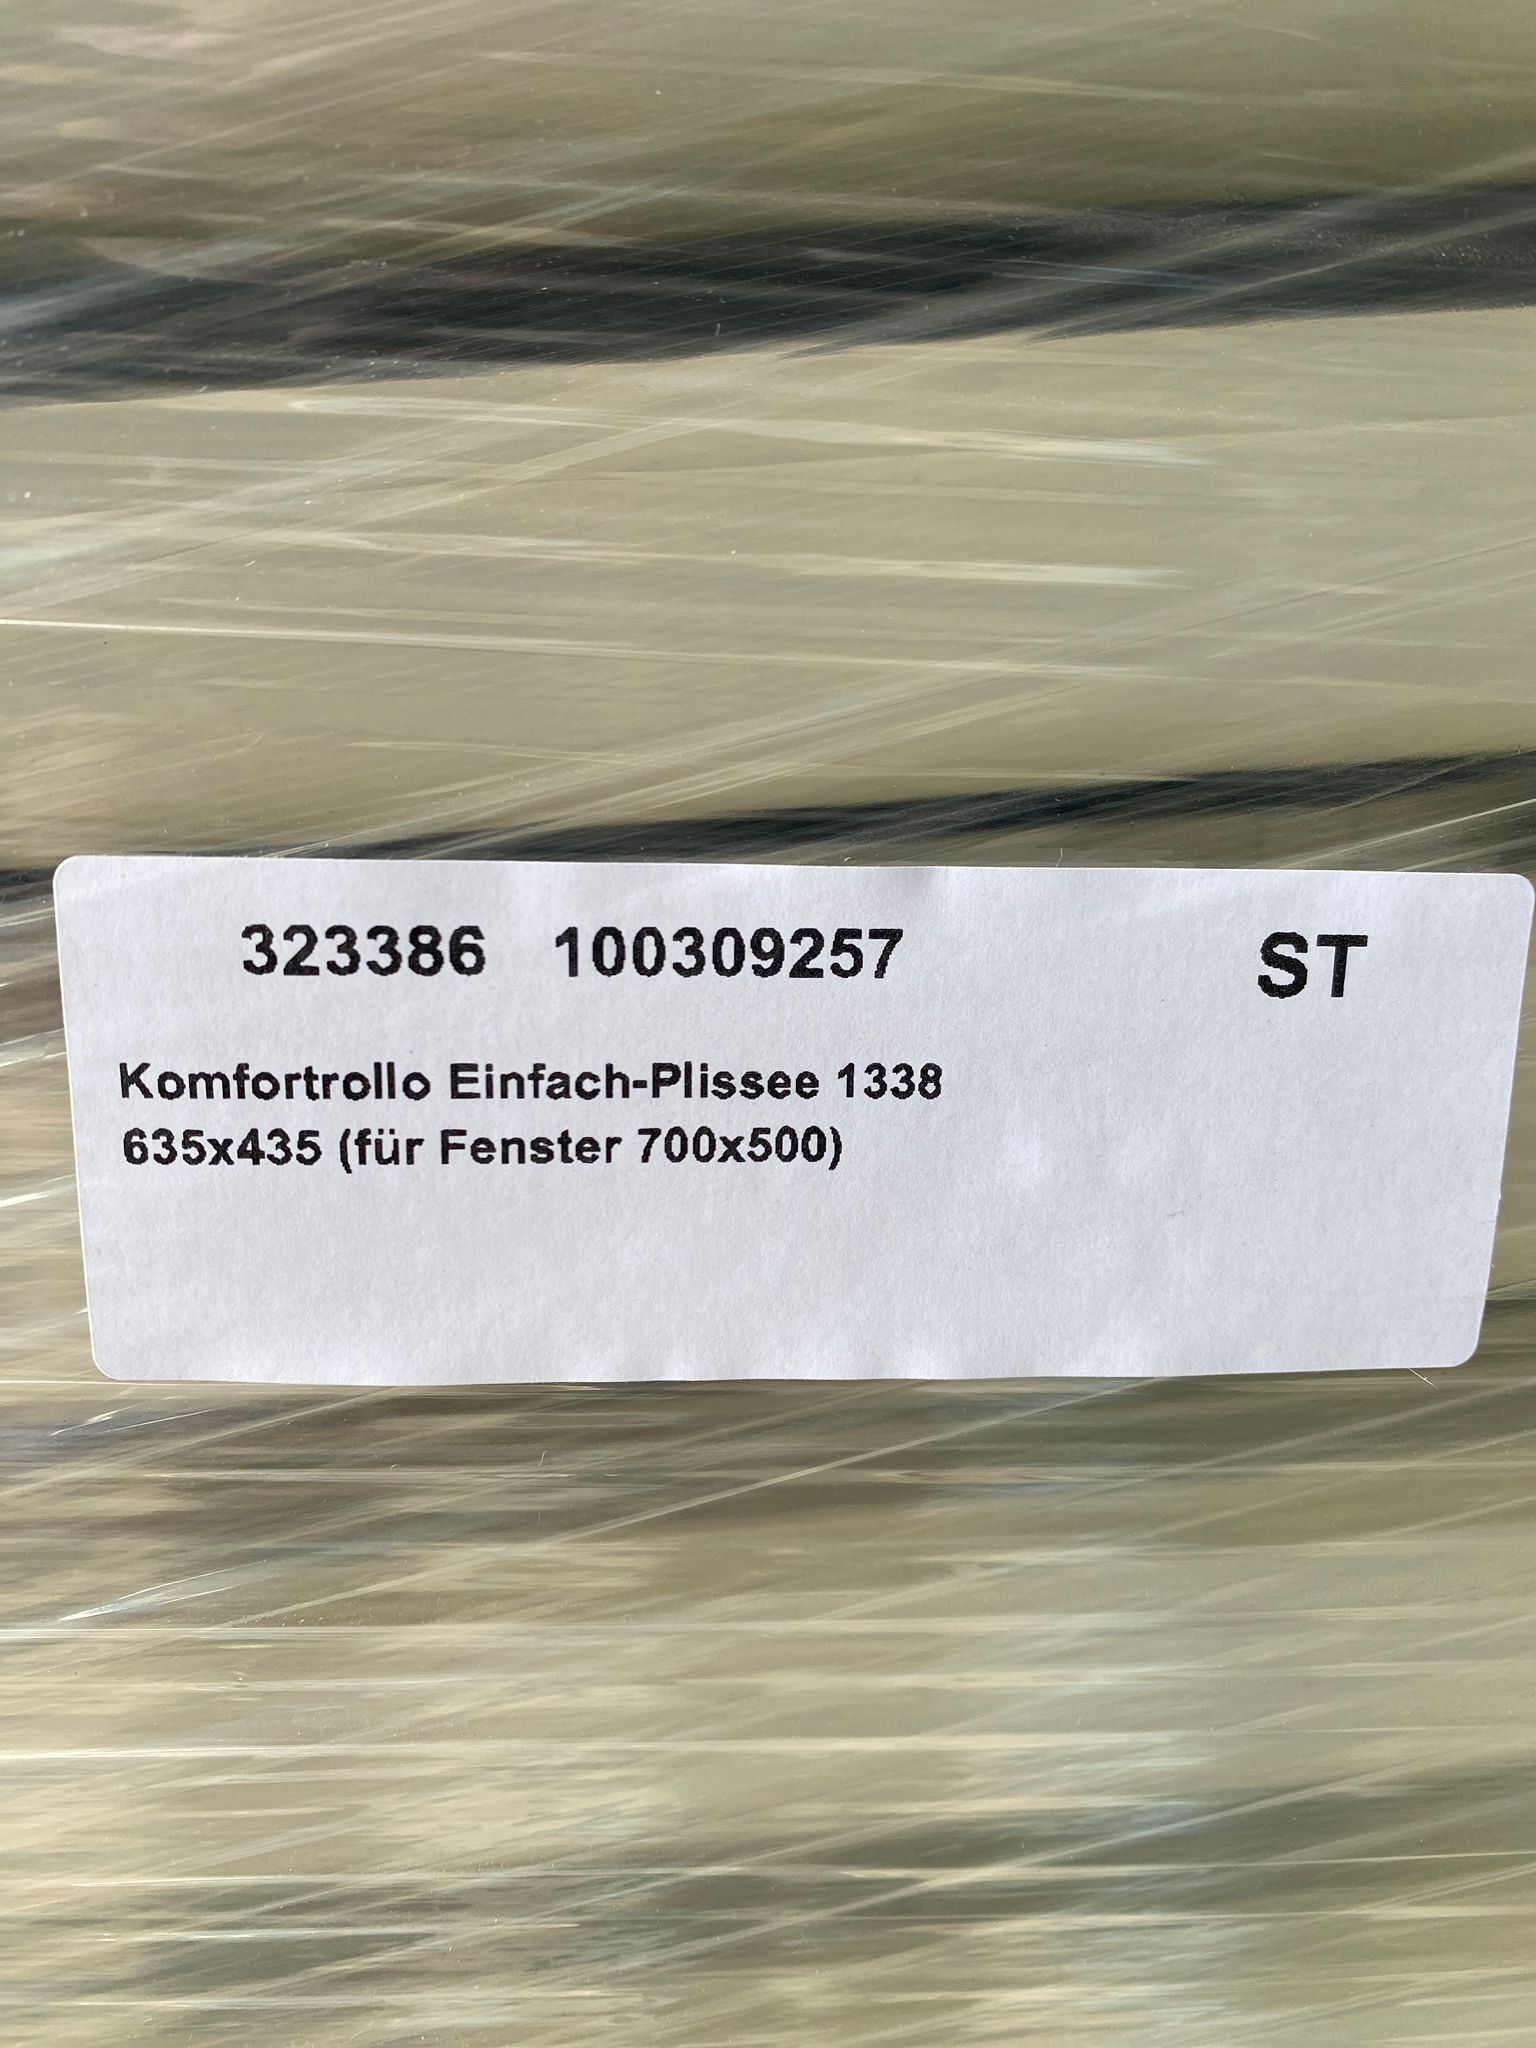 323386 100309257 ST
Komfortrollo Einfach-Plissee 1338
635x435 (für Fenster 700x500)